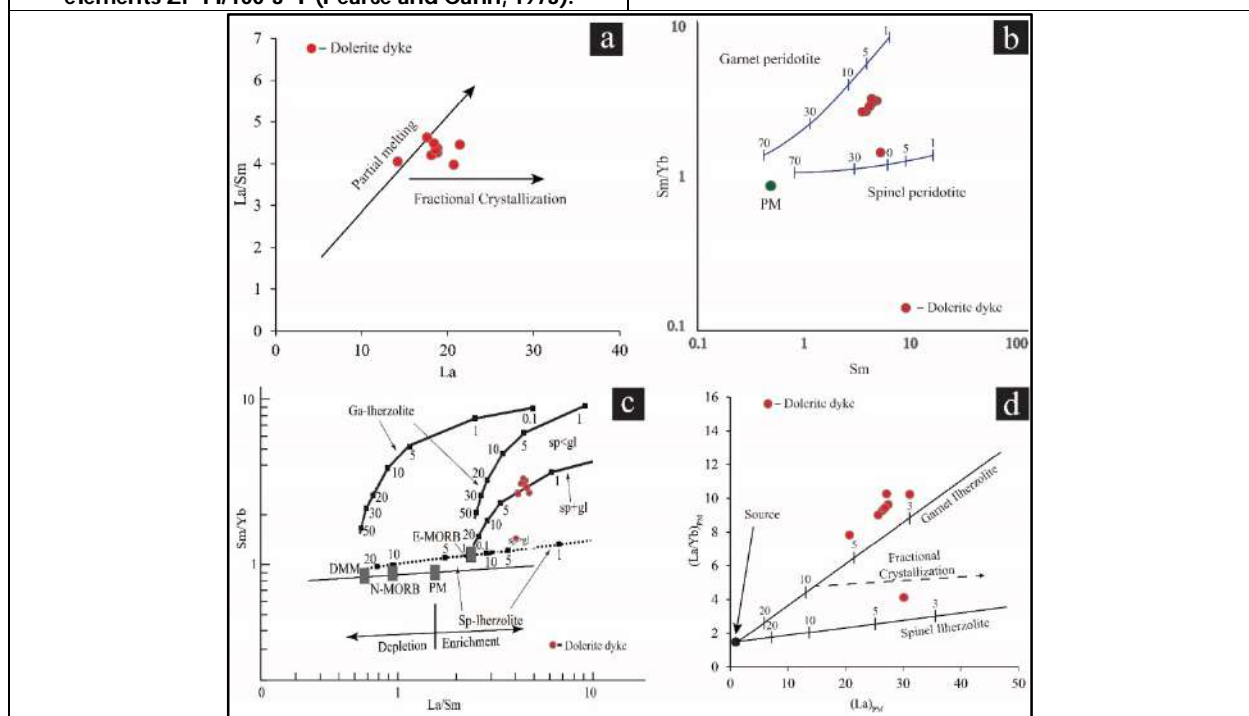 elements Zr-Ti/100-3*Y (Pearce and Cann, 1973).
a
7
6
5
4
3
2
1
0
La/Sm
– Dolerite dyke
Partial melting
Fractional Crystallization
0 10 20 30 40
La
b
10
1
0.1
Sm/Yb
Garnet peridotite
1
5
10
30
70
70 30 0 5 1
Spinel peridotite
PM
– Dolerite dyke
0.1 1 10 100
Sm
c
10
1
Sm/Yb
Ga-lherzolite
0.1
1
5
10
20
30
50
1
5
10
20
30
50
sp<gl
1
5
10
20
sp+gl
E-MORB
0.1
sp>gl
DMM
20 10 5 1
10 5 1
N-MORB
PM
Sp-lherzolite
Depletion
Enrichment
– Dolerite dyke
0 1 10
La/Sm
d
16
14
12
10
8
6
4
2
0
(La/Yb)PM
– Dolerite dyke
Source
3
Garnet lherzolite
5
Fractional
Crystallization
10
20
20 10 5 3
Spinel lherzolite
0 10 20 30 40 50
(La)PM